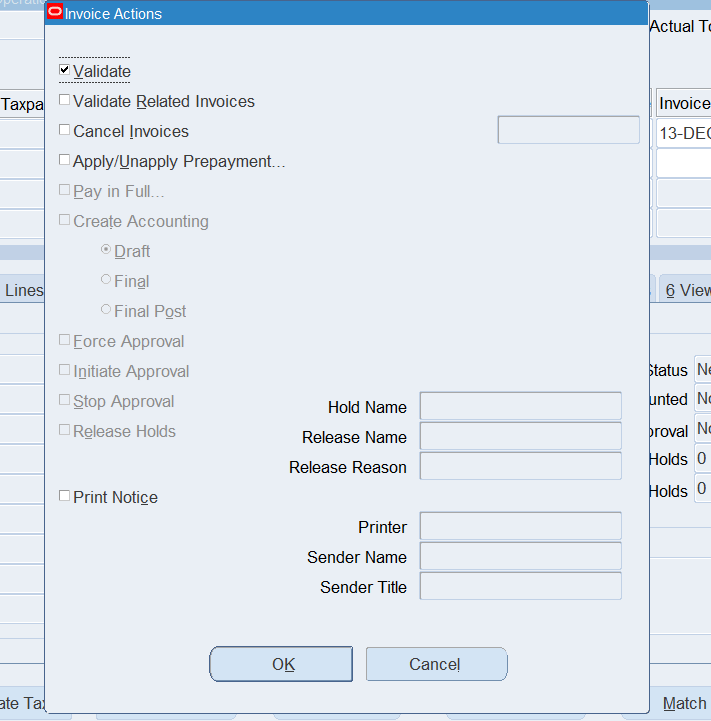 Invoice Actions
Actual To
Validate
Validate Related Invoices
Taxpa
Invoice
Cancel Invoices
13-DEC
Apply/Unapply Prepayment...
Pay in Full...
Create Accounting
Draft
Lines
Final
6 View
Final Post
Force Approval
Initiate Approval
Status
Stop Approval
Hold Name
unted
Release Holds
Release Name
proval
Release Reason
Holds
0
Print Notice
Holds
0
Printer
Sender Name
Sender Title
OK
Cancel
ate Tax
Match